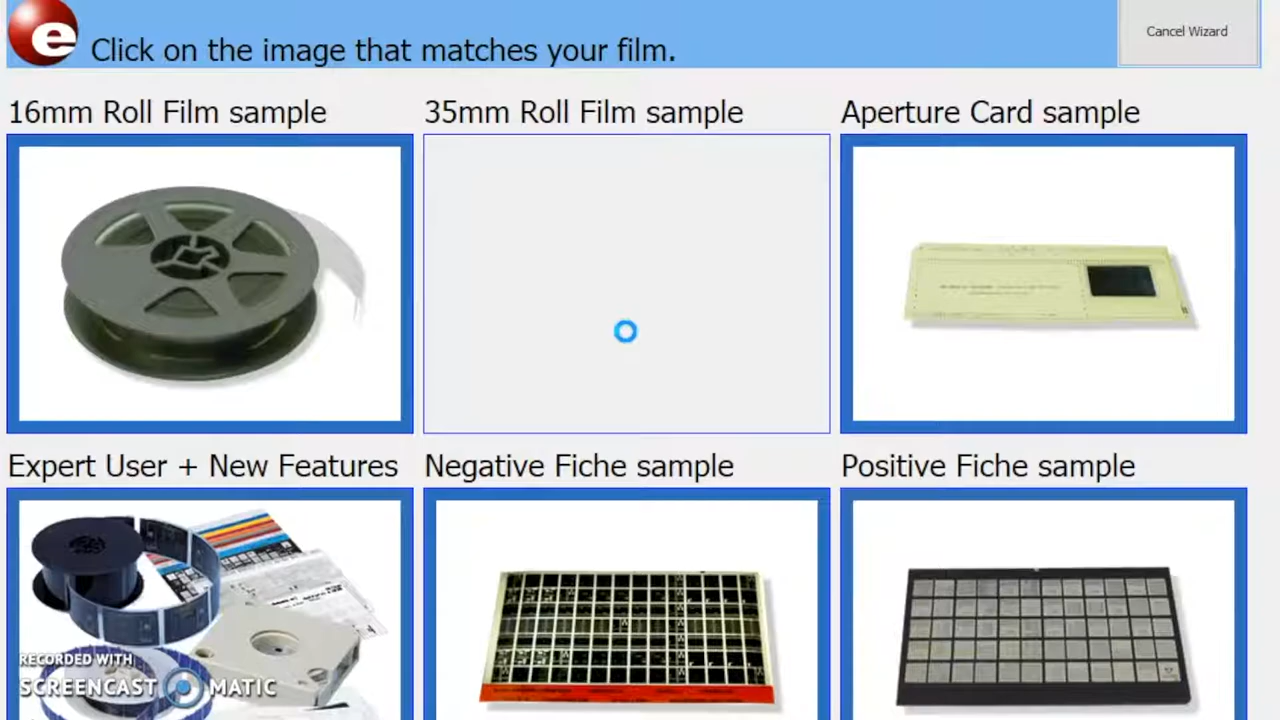 e Click on the image that matches your film.
Cancel Wizard
16mm Roll Film sample
35mm Roll Film sample
Aperture Card sample
Expert User + New Features
Negative Fiche sample
Positive Fiche sample
RECORDED WITH
SCREENCAST MATIC